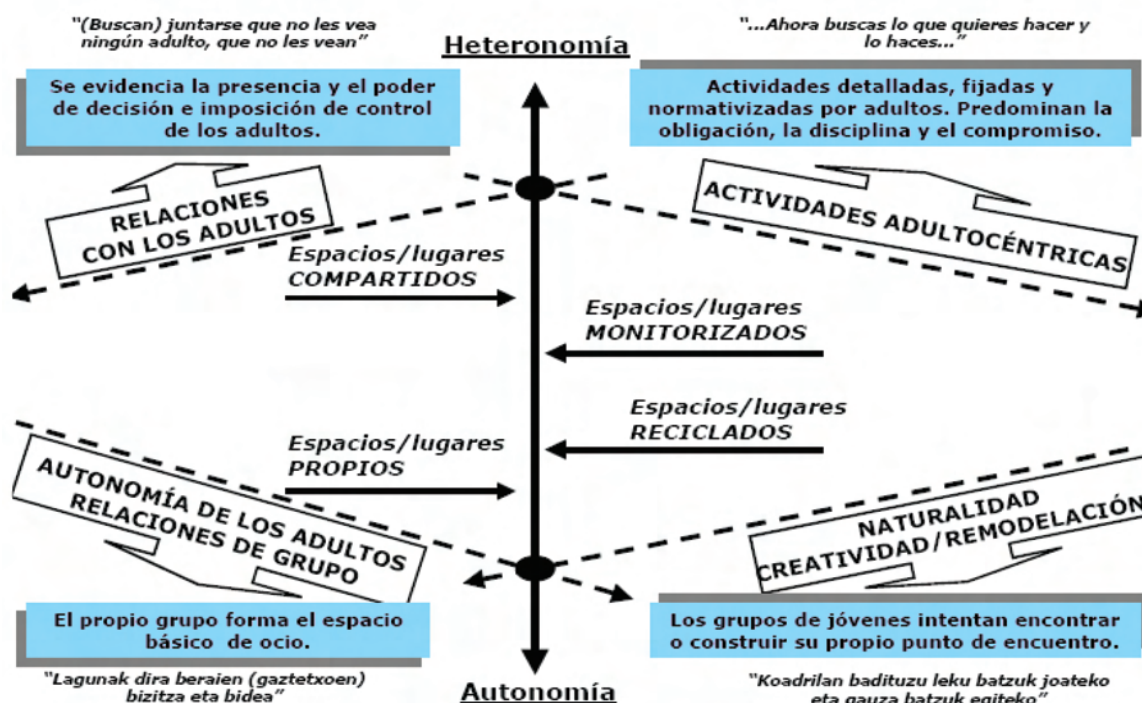 “(Buscan) juntarse que no les vea
ningún adulto, que no les vean”
Heteronomía
“...Ahora buscas lo que quieres hacer y
lo haces...”
Se evidencia la presencia y el poder
de decisión e imposición de control
de los adultos.
Actividades detalladas, fijadas y
normativizadas por adultos. Predominan la
obligación, la disciplina y el compromiso.
RELACIONES
CON LOS ADULTOS
ACTIVIDADES ADULTOCÉNTRICAS
Espacios/lugares
COMPARTIDOS
Espacios/lugares
MONITORIZADOS
Espacios/lugares
RECICLADOS
Espacios/lugares
PROPIOS
AUTONOMÍA DE LOS ADULTOS
RELACIONES DE GRUPO
NATURALIDAD
CREATIVIDAD/REMODELACIÓN
El propio grupo forma el espacio
básico de ocio.
Los grupos de jóvenes intentan encontrar
o construir su propio punto de encuentro.
“Lagunak dira beraien (gaztetxoen)
bizitza eta bidea”
Autonomía
“Koadrilan badituzu leku batzuk joateko
eta gauza batzuk egiteko”